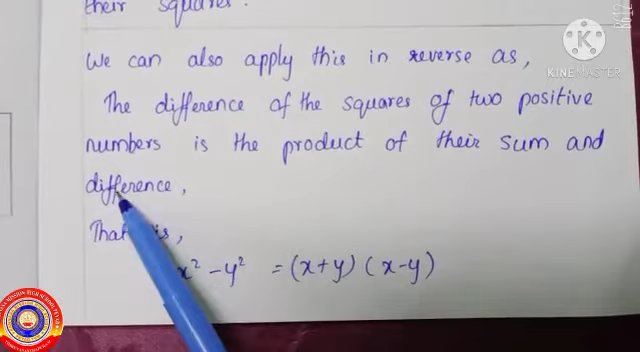 their squares.
We can also apply this in reverse as,
The difference of the squares of two positive
numbers is the product of their sum and
difference,
That is,
x² - y² = (x+y) (x-y)
KINEMASTER